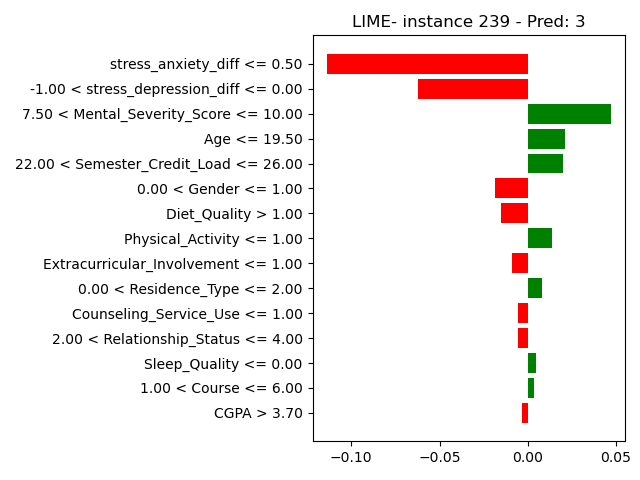 LIME- instance 239 - Pred: 3
stress_anxiety_diff <= 0.50
-1.00 < stress_depression_diff <= 0.00
7.50 < Mental_Severity_Score <= 10.00
Age <= 19.50
22.00 < Semester_Credit_Load <= 26.00
0.00 < Gender <= 1.00
Diet_Quality > 1.00
Physical_Activity <= 1.00
Extracurricular_Involvement <= 1.00
0.00 < Residence_Type <= 2.00
Counseling_Service_Use <= 1.00
2.00 < Relationship_Status <= 4.00
Sleep_Quality <= 0.00
1.00 < Course <= 6.00
CGPA > 3.70
−0.10 −0.05 0.00 0.05